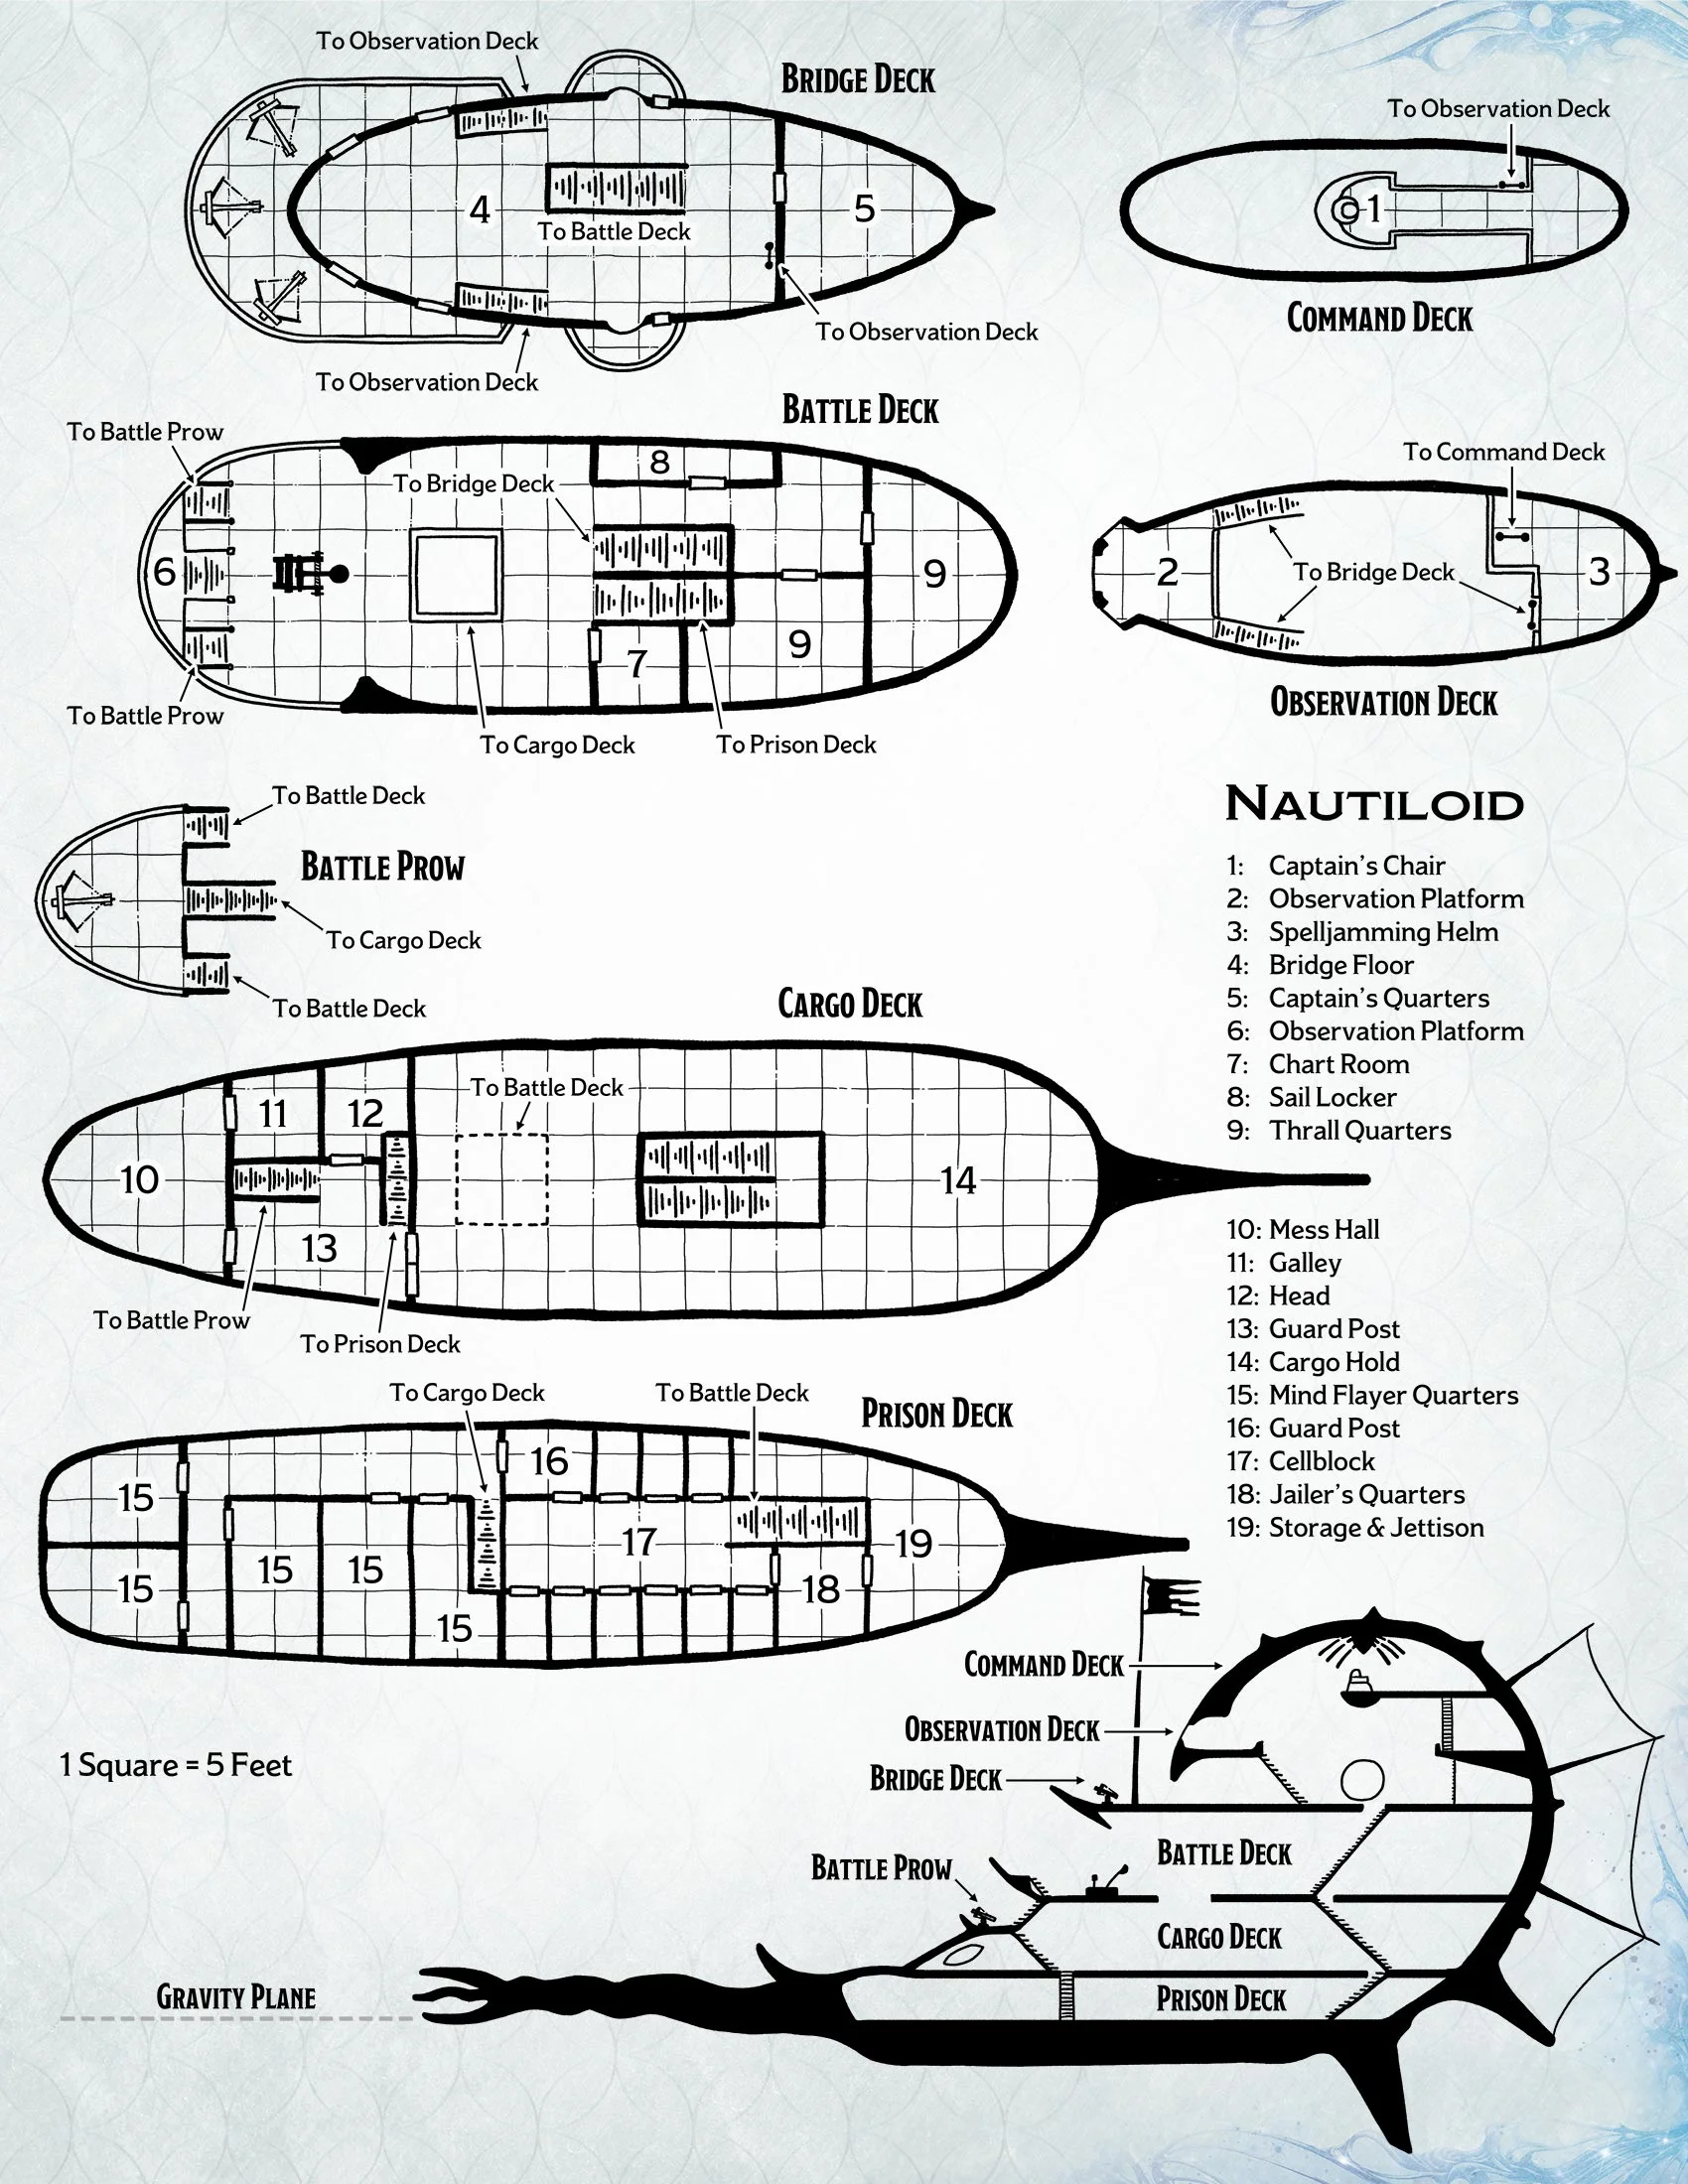 To Observation Deck
BRIDGE DECK
4
To Battle Deck
5
To Observation Deck
To Observation Deck
To Observation Deck
1
COMMAND DECK
BATTLE DECK
To Battle Prow
8
To Bridge Deck
6
9
9
7
To Battle Prow
To Cargo Deck
To Prison Deck
To Command Deck
2
To Bridge Deck
3
OBSERVATION DECK
To Battle Deck
BATTLE PROW
To Cargo Deck
To Battle Deck
NAUTILOID
1: Captain's Chair
2: Observation Platform
3: Spelljamming Helm
4: Bridge Floor
5: Captain's Quarters
6: Observation Platform
7: Chart Room
8: Sail Locker
9: Thrall Quarters
10: Mess Hall
11: Galley
12: Head
13: Guard Post
14: Cargo Hold
15: Mind Flayer Quarters
16: Guard Post
17: Cellblock
18: Jailer's Quarters
19: Storage & Jettison
CARGO DECK
To Battle Deck
11
12
10
14
13
To Battle Prow
To Prison Deck
To Cargo Deck
To Battle Deck
PRISON DECK
16
15
17
19
15
15
15
18
15
1 Square = 5 Feet
COMMAND DECK
OBSERVATION DECK
BRIDGE DECK
BATTLE DECK
BATTLE PROW
CARGO DECK
GRAVITY PLANE
PRISON DECK